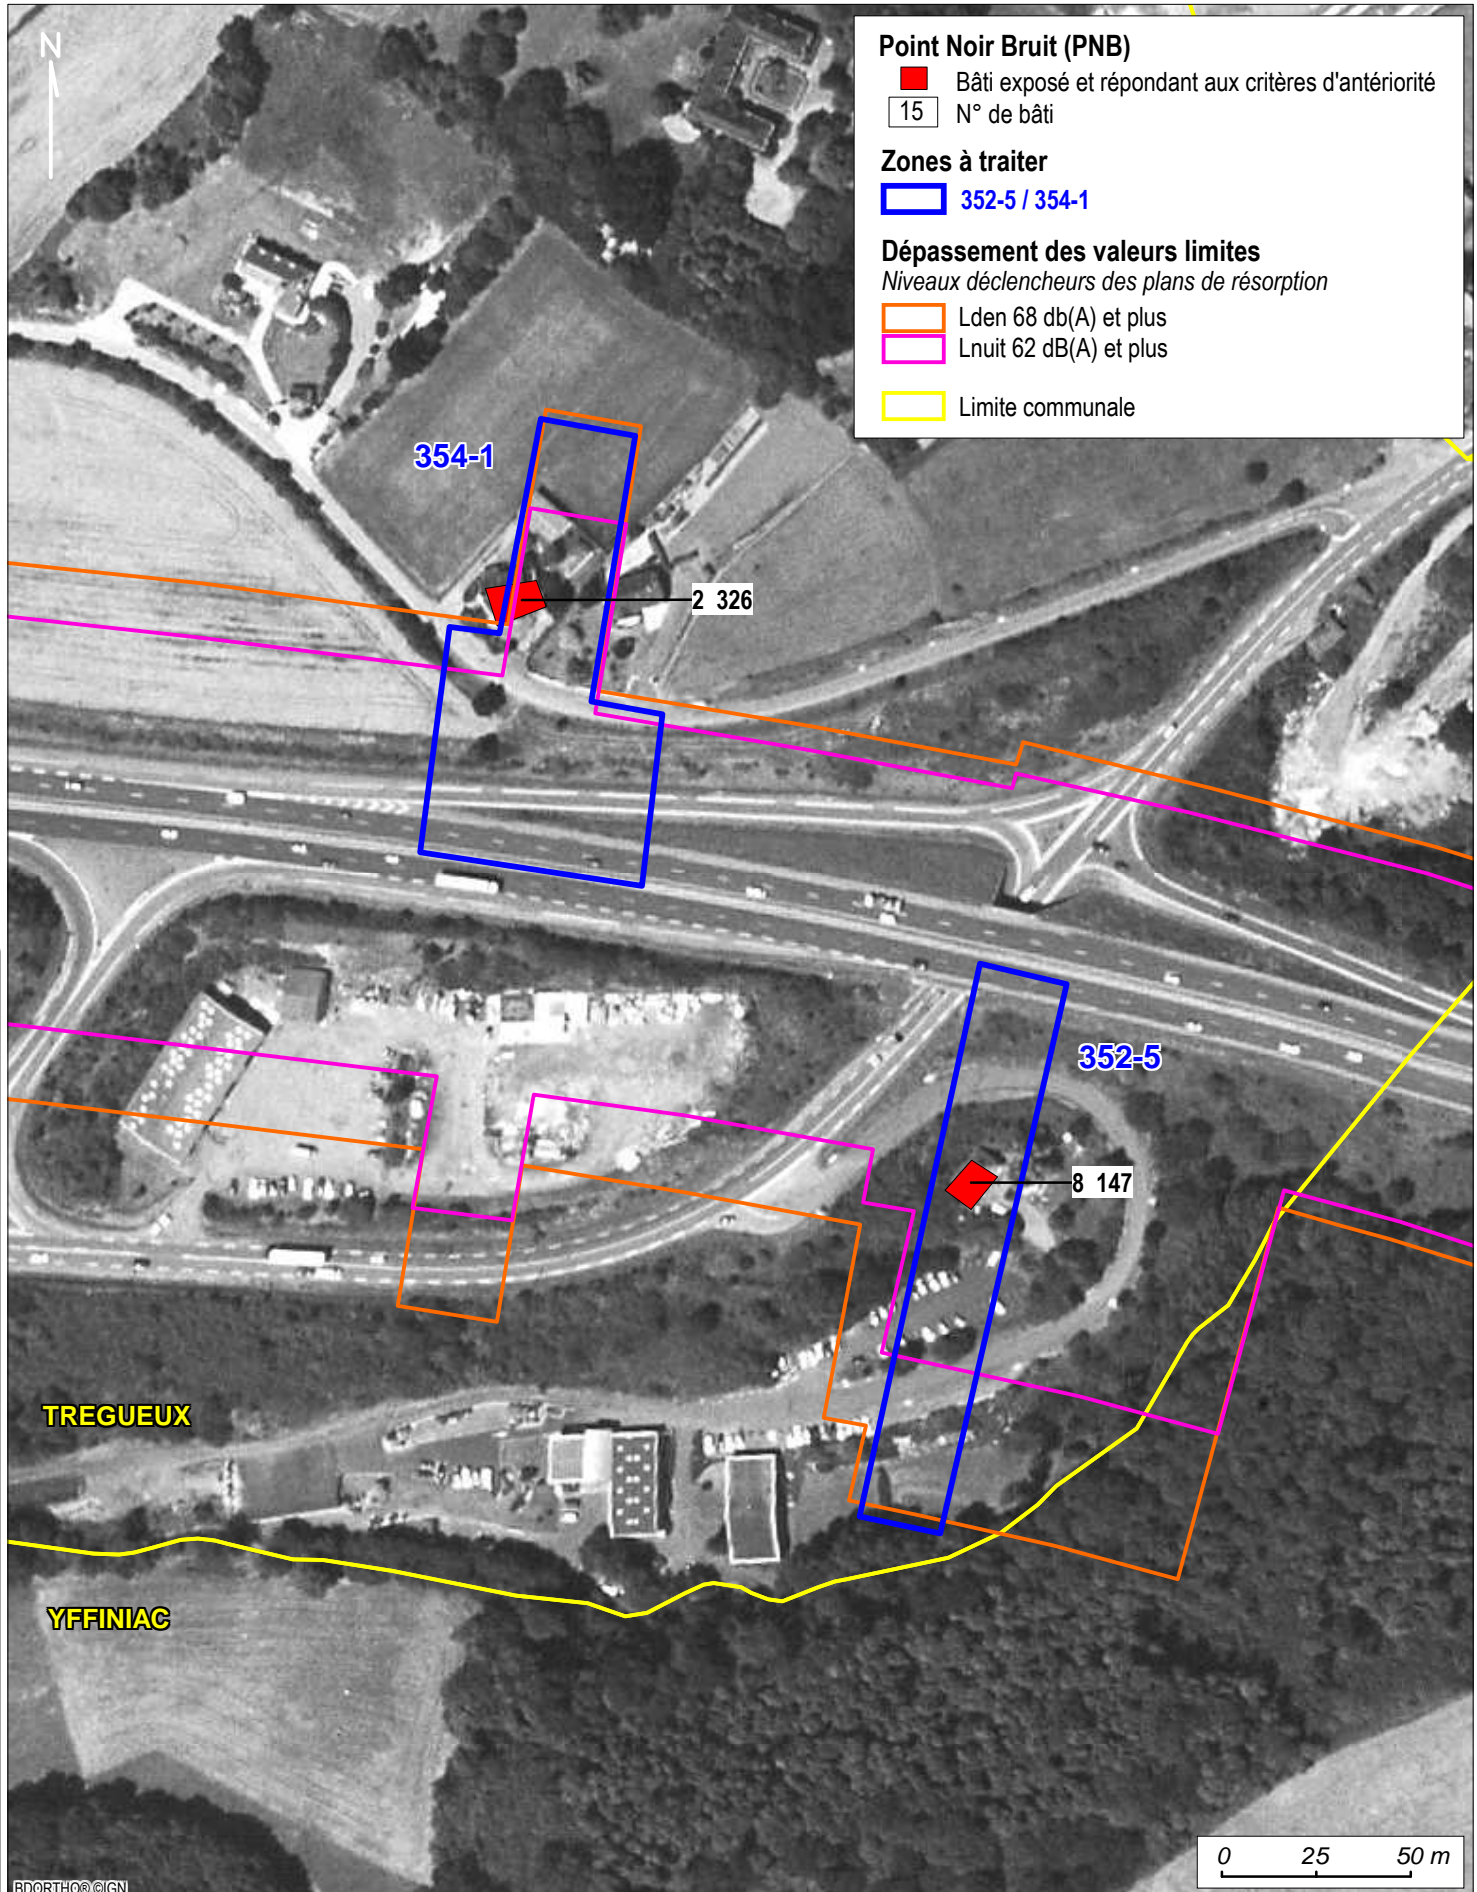 N
Point Noir Bruit (PNB)
Bâti exposé et répondant aux critères d'antériorité
15 N° de bâti
Zones à traiter
352-5 / 354-1
Dépassement des valeurs limites
Niveaux déclencheurs des plans de résorption
Lden 68 db(A) et plus
Lnuit 62 dB(A) et plus
Limite communale
354-1
2 326
352-5
8 147
TREGUEUX
YFFINIAC
0 25 50 m
BDORTHO® ©IGN